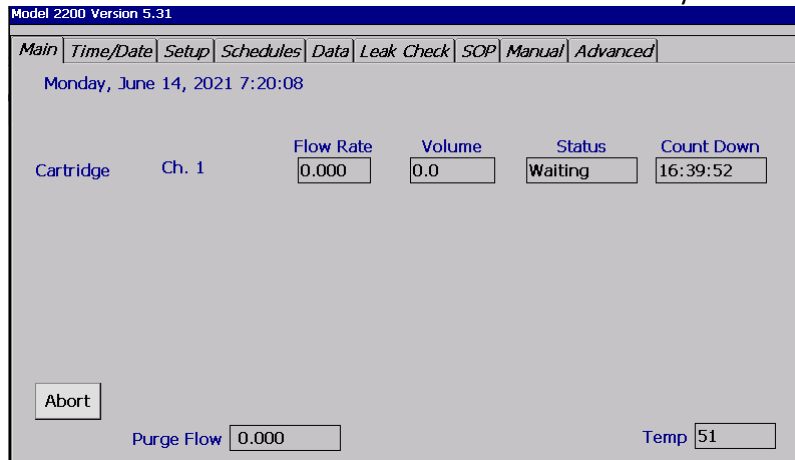 Model 2200 Version 5.31
Main Time/Date Setup Schedules Data Leak Check SOP Manual Advanced
Monday, June 14, 2021 7:20:08
Flow Rate Volume Status Count Down
Cartridge Ch. 1 0.000 0.0 Waiting 16:39:52
Abort
Purge Flow 0.000 Temp 51